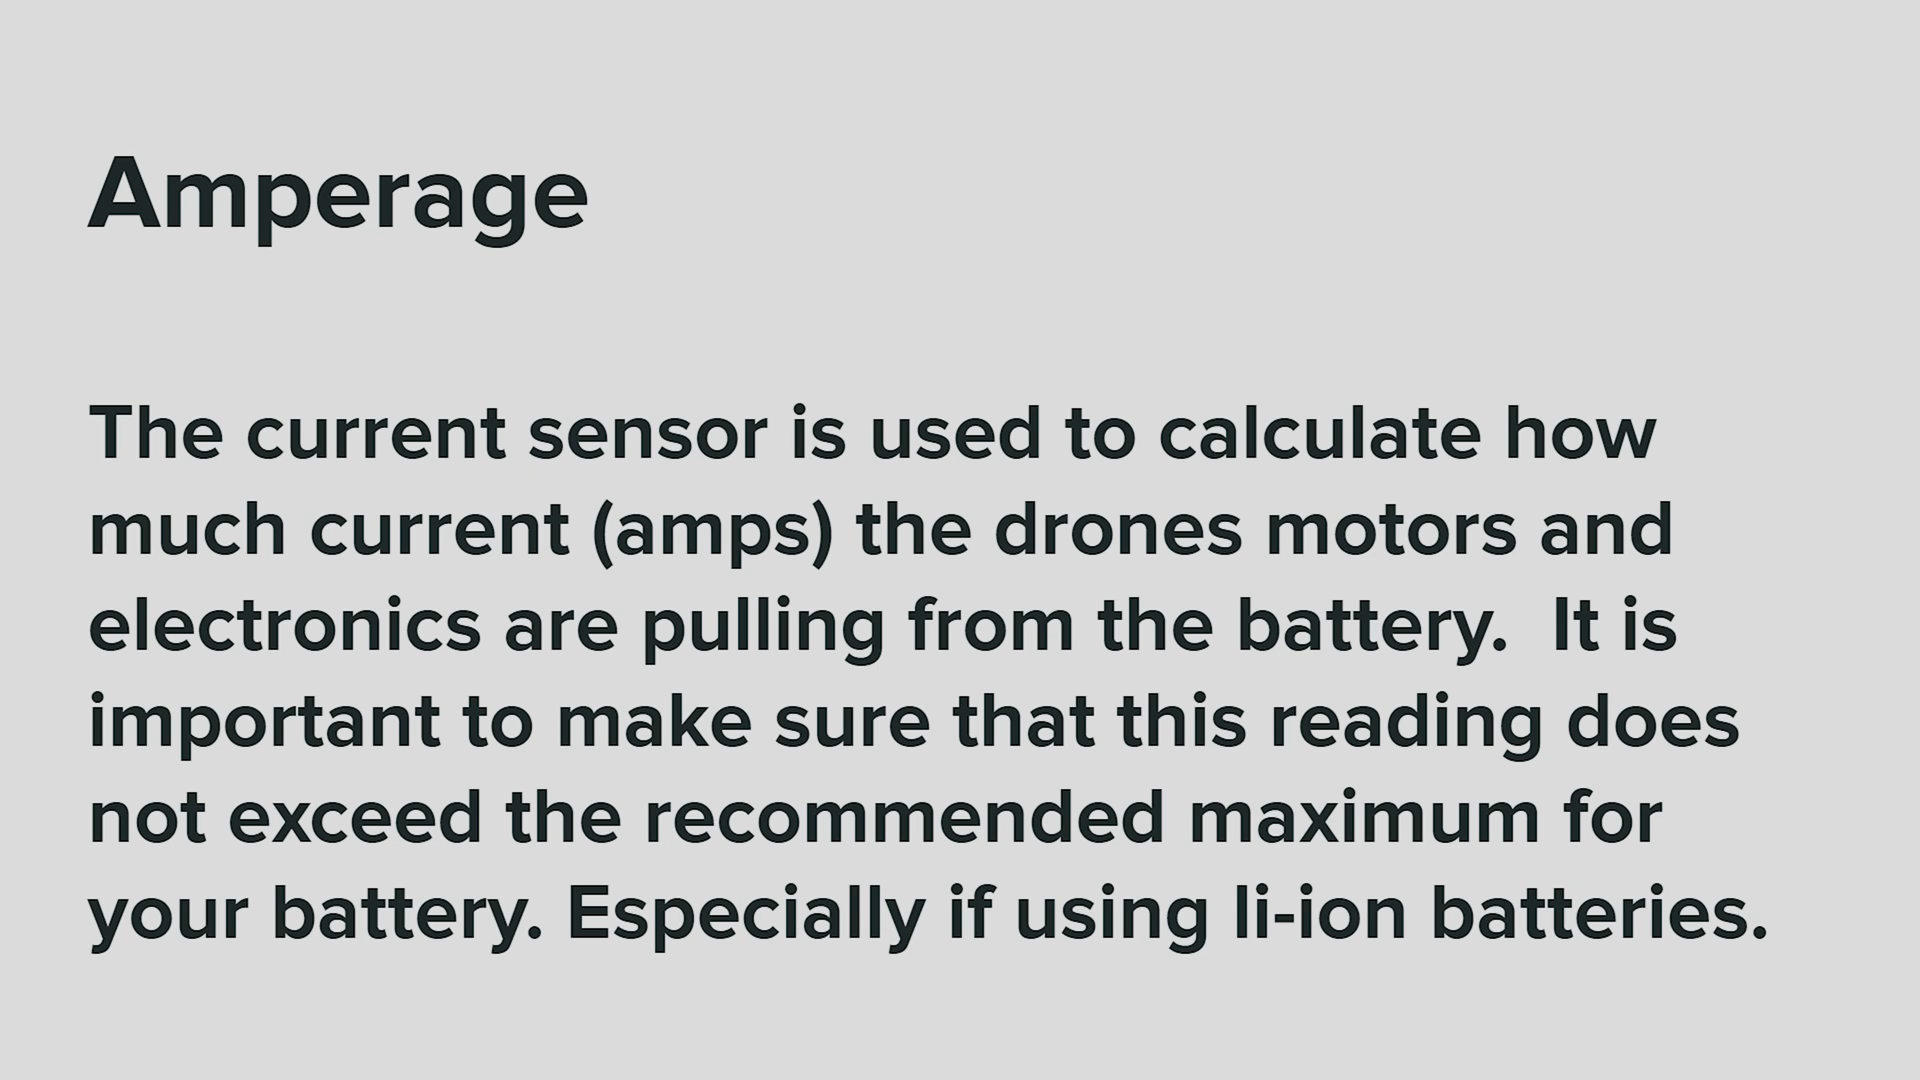 Amperage
The current sensor is used to calculate how
much current (amps) the drones motors and
electronics are pulling from the battery.  It is
important to make sure that this reading does
not exceed the recommended maximum for
your battery. Especially if using li-ion batteries.